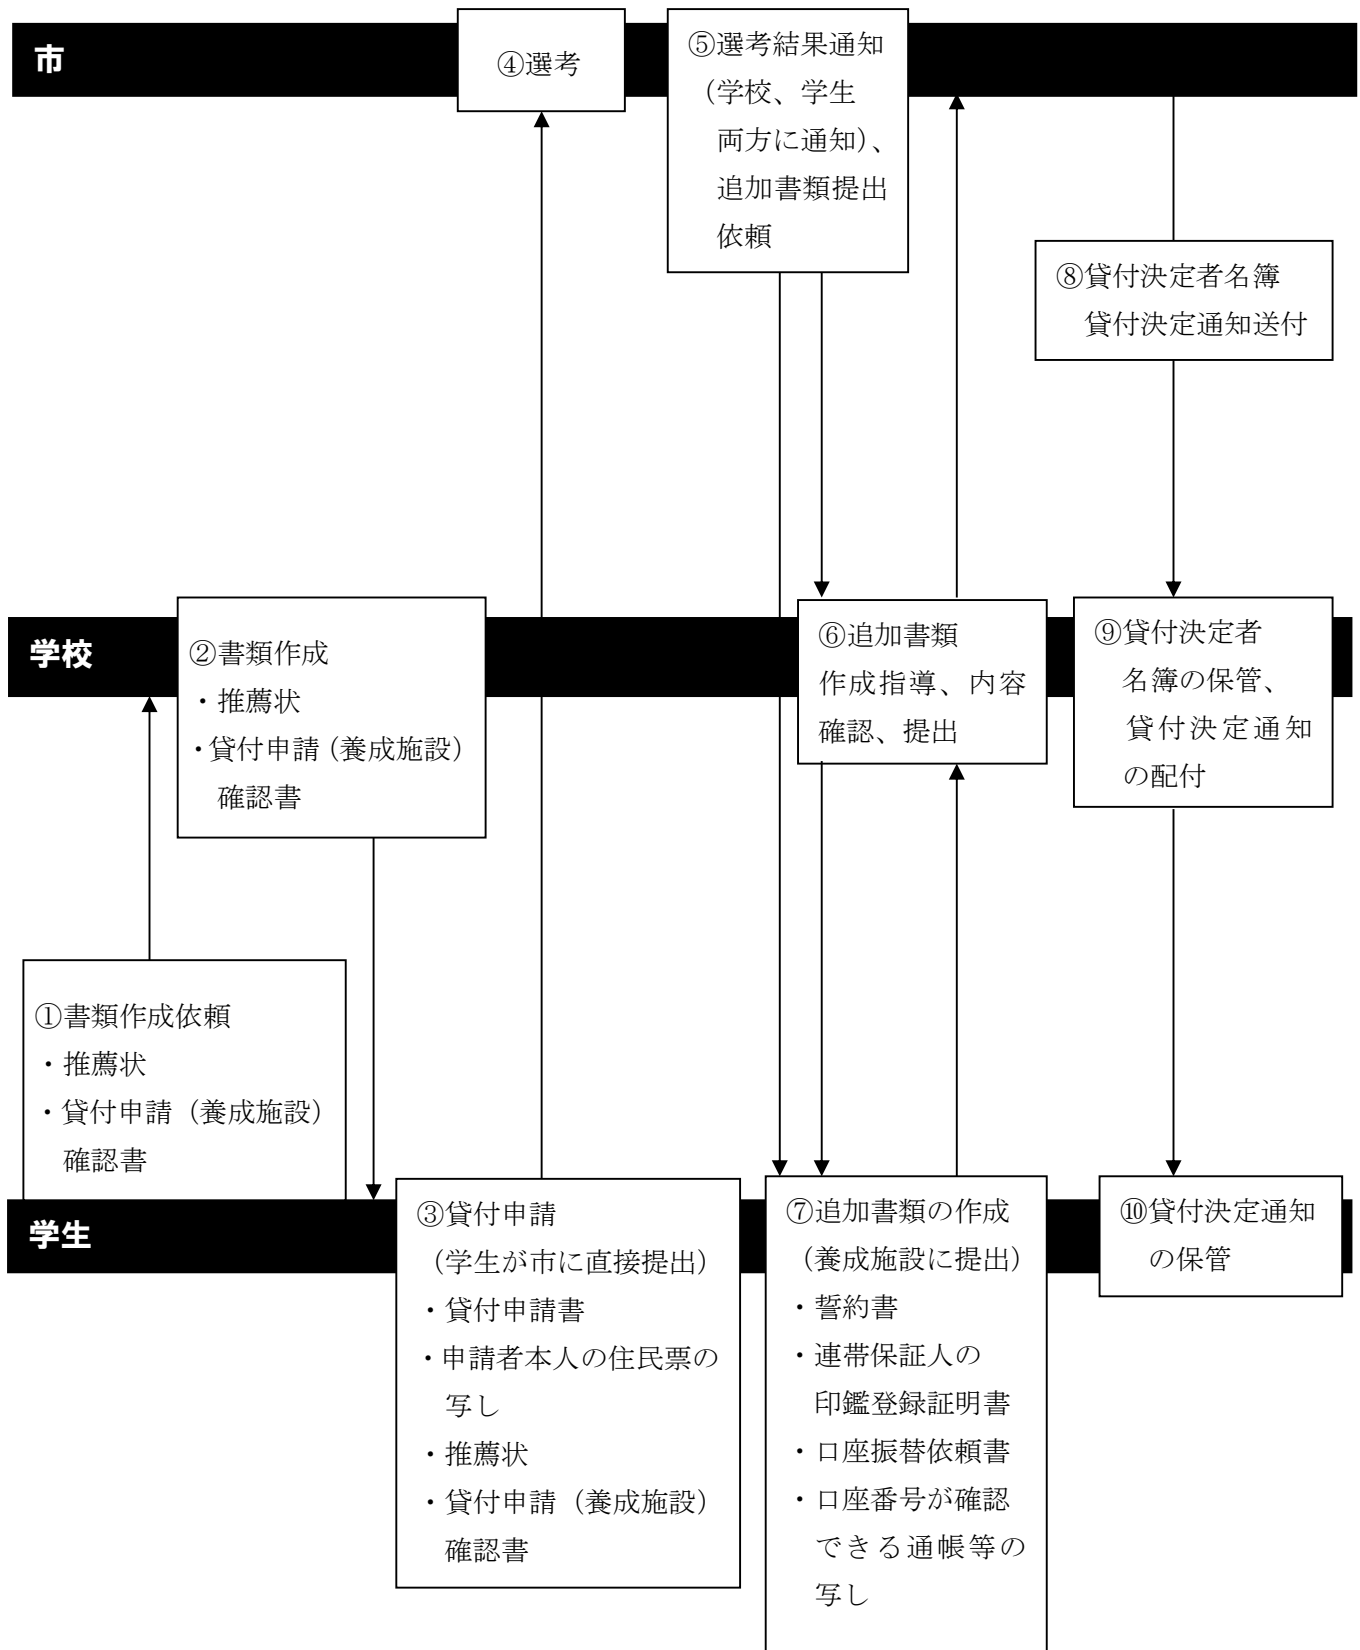 市
④選考
⑤選考結果通知
（学校、学生
両方に通知）、
追加書類提出
依頼
⑧貸付決定者名簿
貸付決定通知送付
学校
②書類作成
・推薦状
・貸付申請（養成施設）
確認書
⑥追加書類
作成指導、内容
確認、提出
⑨貸付決定者
名簿の保管、
貸付決定通知
の配付
①書類作成依頼
・推薦状
・貸付申請（養成施設）
確認書
学生
③貸付申請
（学生が市に直接提出）
・貸付申請書
・申請者本人の住民票の
写し
・推薦状
・貸付申請（養成施設）
確認書
⑦追加書類の作成
（養成施設に提出）
・誓約書
・連帯保証人の
印鑑登録証明書
・口座振替依頼書
・口座番号が確認
できる通帳等の
写し
⑩貸付決定通知
の保管